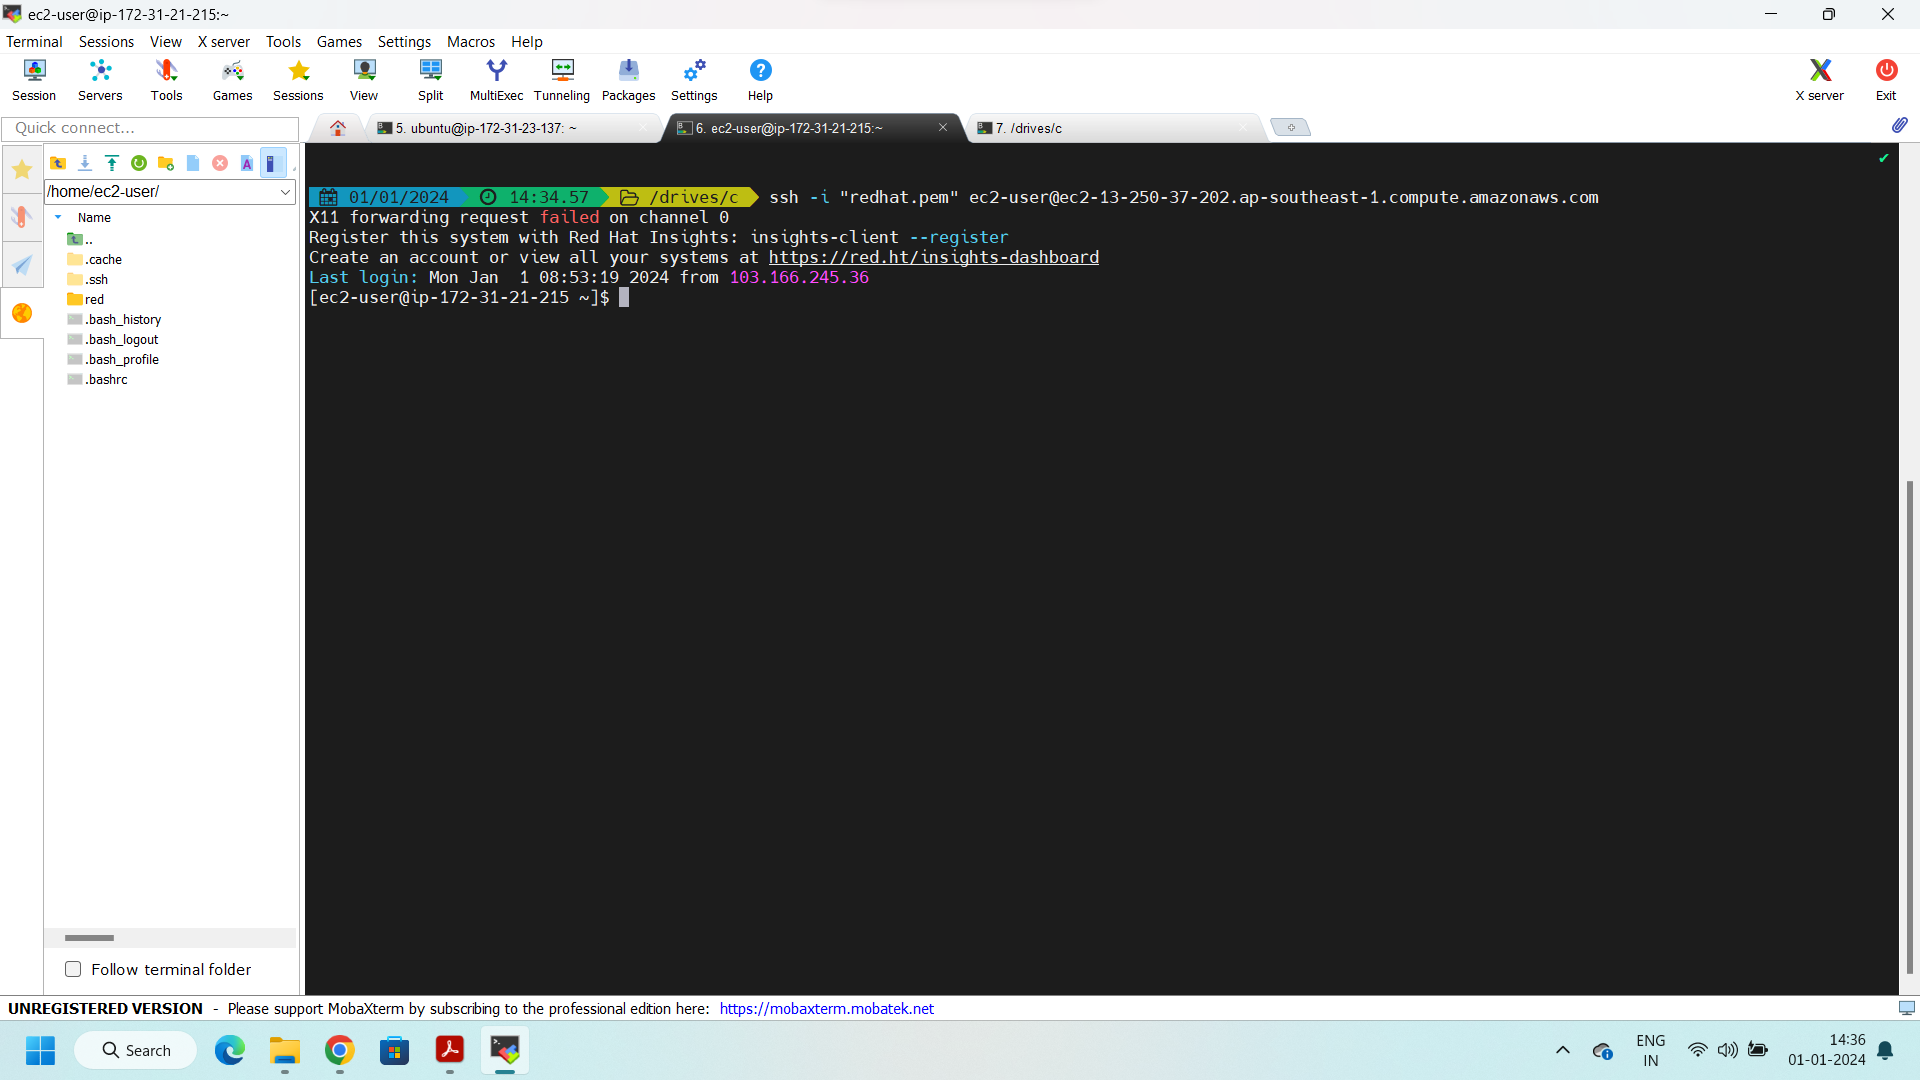 ec2-user@ip-172-31-21-215:~
Terminal Sessions View X server Tools Games Settings Macros Help
Session Servers Tools Games Sessions View Split MultiExec Tunneling Packages Settings Help X server Exit
Quick connect...
5. ubuntu@ip-172-31-23-137: ~
6. ec2-user@ip-172-31-21-215:~
7. /drives/c
/home/ec2-user/
Name
..
.cache
.ssh
red
.bash_history
.bash_logout
.bash_profile
.bashrc
Follow terminal folder
01/01/2024 14:34.57 /drives/c ssh -i "redhat.pem" ec2-user@ec2-13-250-37-202.ap-southeast-1.compute.amazonaws.com
X11 forwarding request failed on channel 0
Register this system with Red Hat Insights: insights-client --register
Create an account or view all your systems at https://red.ht/insights-dashboard
Last login: Mon Jan  1 08:53:19 2024 from 103.166.245.36
[ec2-user@ip-172-31-21-215 ~]$
UNREGISTERED VERSION - Please support MobaXterm by subscribing to the professional edition here: https://mobaxterm.mobatek.net
Search
ENG
IN
14:36
01-01-2024